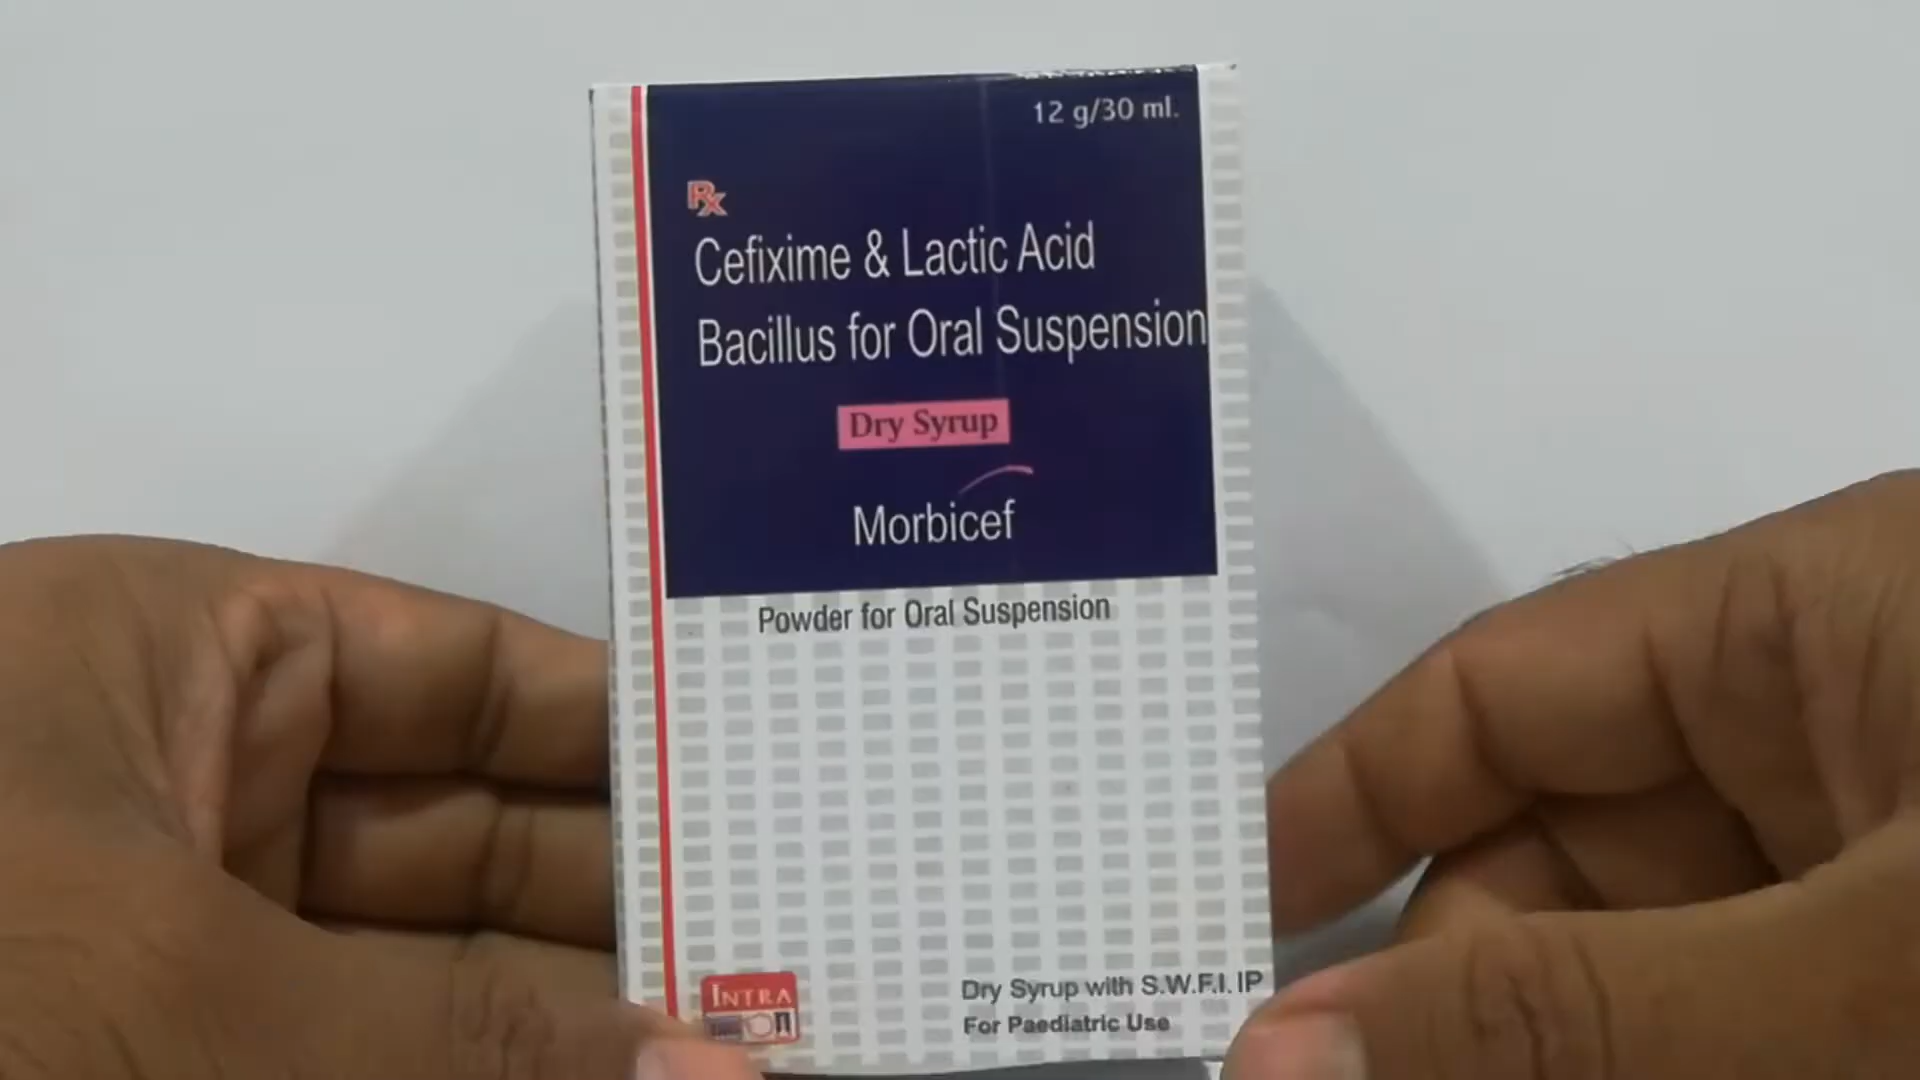 12 g/30 ml.
Rx
Cefixime & Lactic Acid
Bacillus for Oral Suspension
Dry Syrup
Morbicef
Powder for Oral Suspension
INTRA
Dry Syrup with S.W.F.I. IP
For Paediatric Use